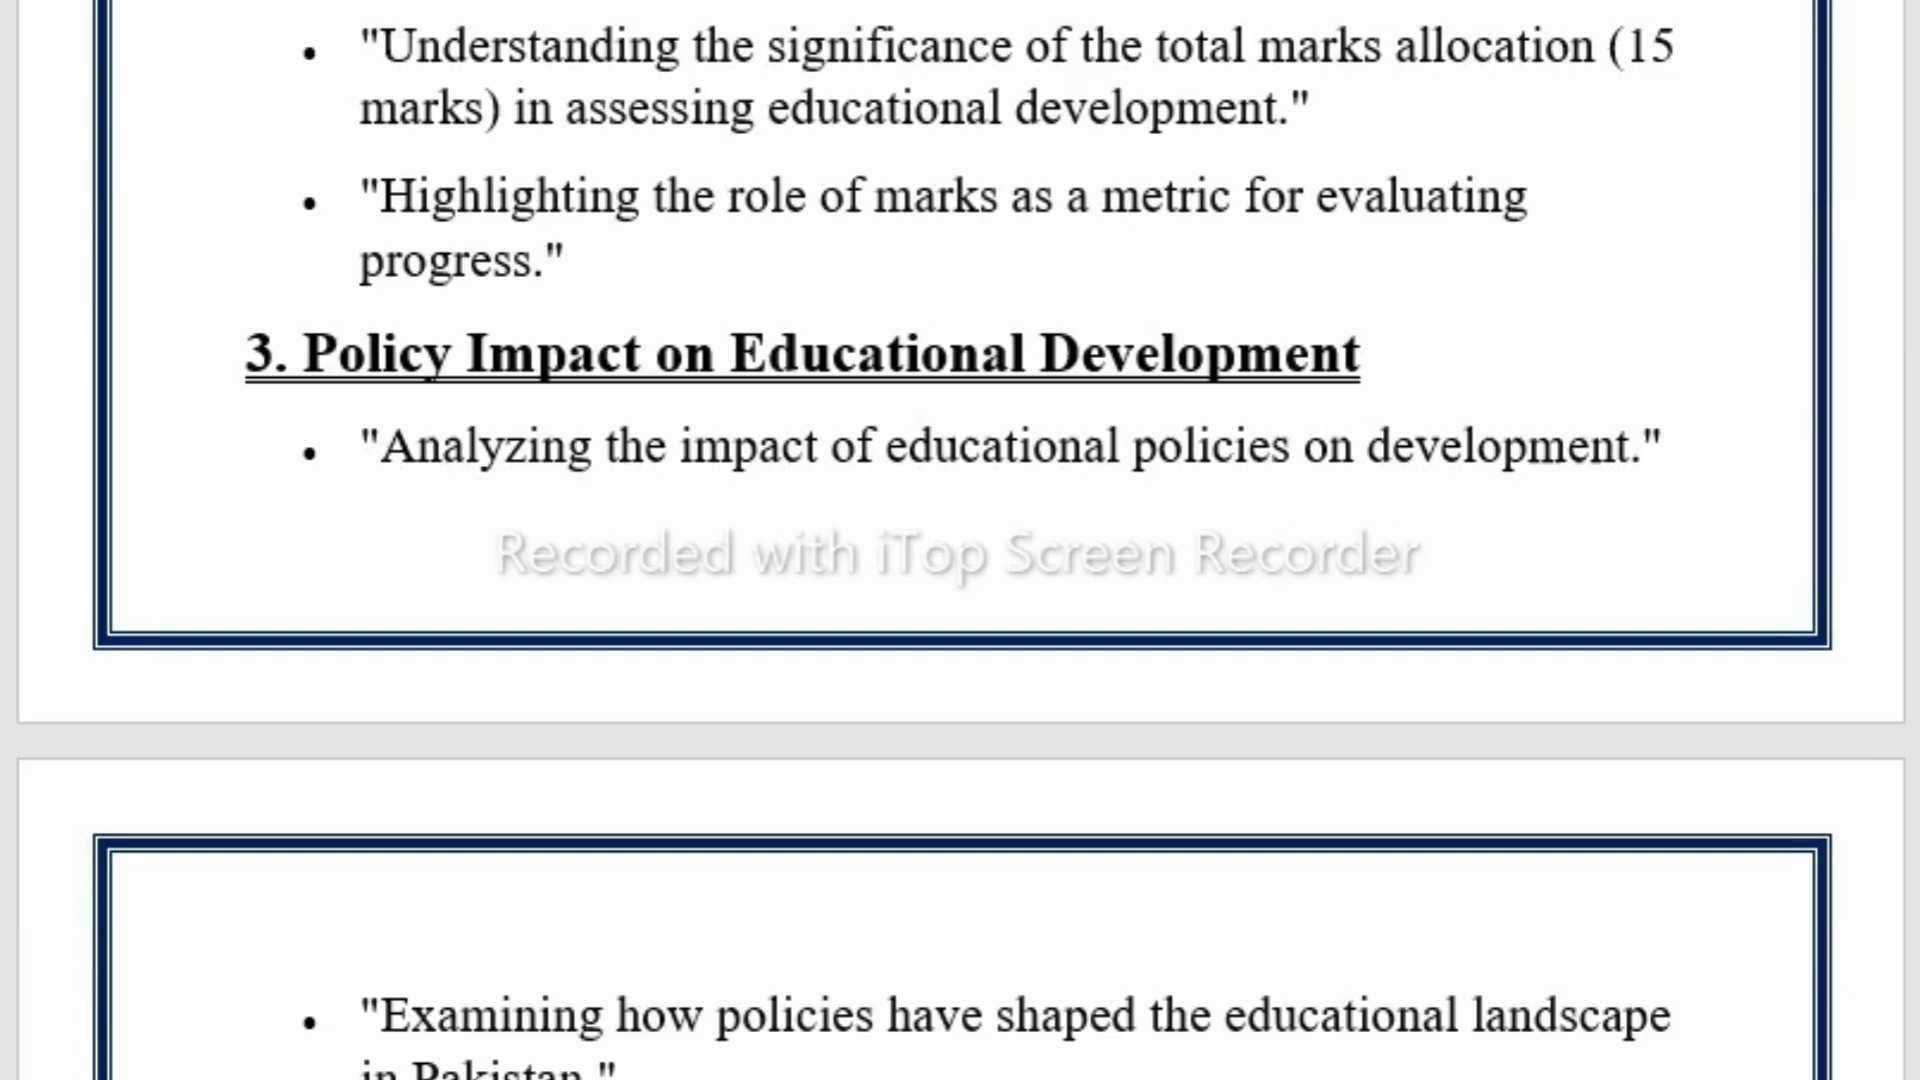 • "Understanding the significance of the total marks allocation (15
marks) in assessing educational development."
• "Highlighting the role of marks as a metric for evaluating
progress."
3. Policy Impact on Educational Development
• "Analyzing the impact of educational policies on development."
Recorded with iTop Screen Recorder
• "Examining how policies have shaped the educational landscape
in Pakistan."